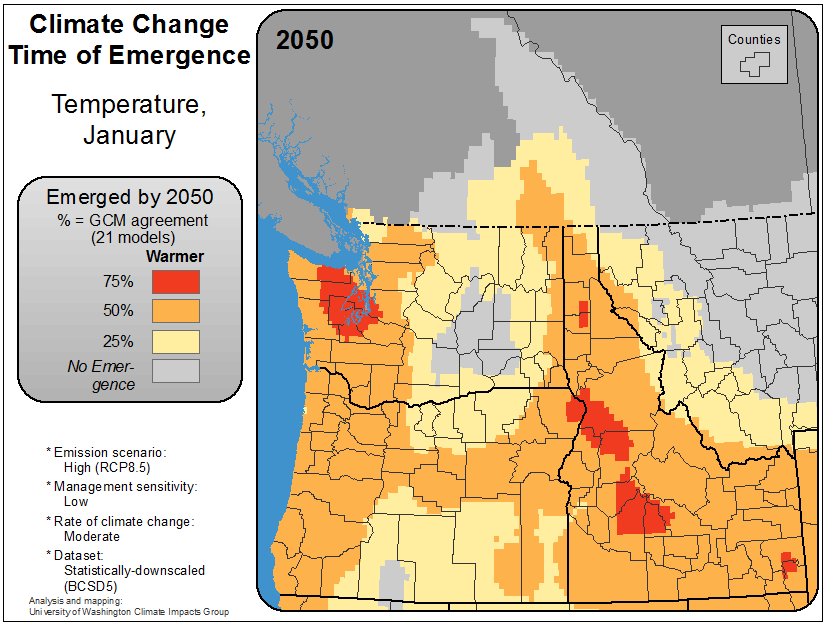 Climate Change
Time of Emergence
Temperature,
January
Emerged by 2050
% = GCM agreement
(21 models)
Warmer
75%
50%
25%
No Emer-
gence
* Emission scenario:
High (RCP8.5)
* Management sensitivity:
Low
* Rate of climate change:
Moderate
* Dataset:
Statistically-downscaled
(BCSD5)
Analysis and mapping:
University of Washington Climate Impacts Group
2050
Counties